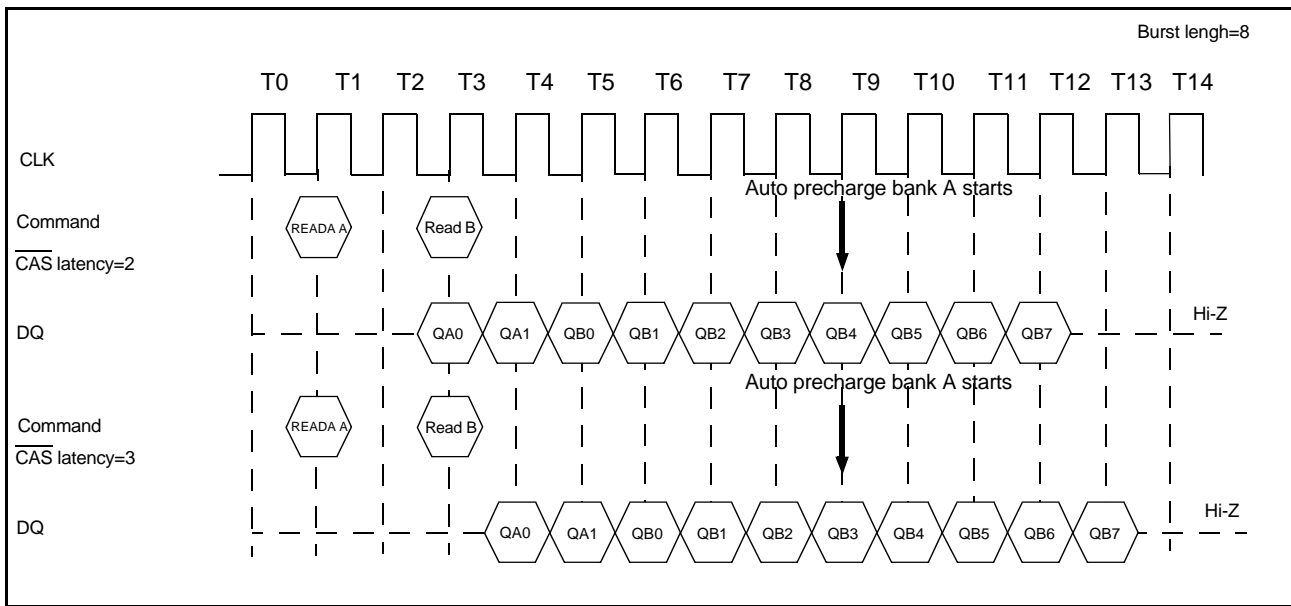 Burst lengh=8
T0 T1 T2 T3 T4 T5 T6 T7 T8 T9 T10 T11 T12 T13 T14
CLK
Auto precharge bank A starts
Command
READA A Read B
CAS latency=2
DQ
QA0 QA1 QB0 QB1 QB2 QB3 QB4 QB5 QB6 QB7
Hi-Z
Auto precharge bank A starts
Command
READA A Read B
CAS latency=3
DQ
QA0 QA1 QB0 QB1 QB2 QB3 QB4 QB5 QB6 QB7
Hi-Z